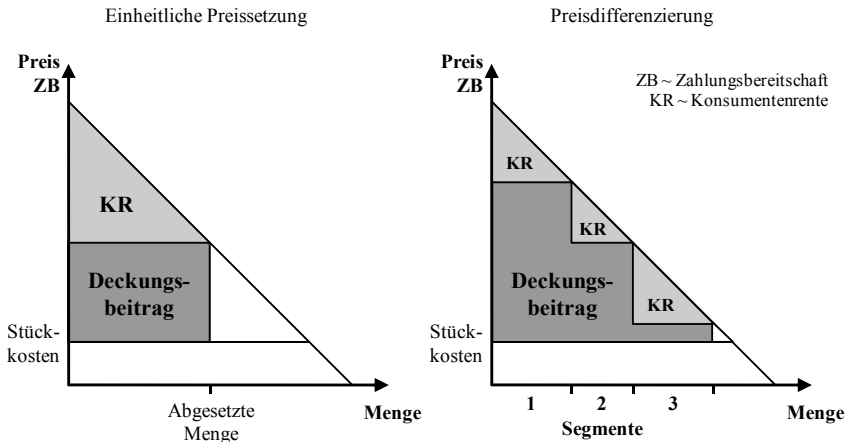 Einheitliche Preissetzung
Preis
ZB
KR
Deckungs-
beitrag
Stück-
kosten
Abgesetzte
Menge
Menge
Preisdifferenzierung
Preis
ZB
ZB ~ Zahlungsbereitschaft
KR ~ Konsumentenrente
KR
KR
KR
Deckungs-
beitrag
Stück-
kosten
1 2 3
Segmente
Menge